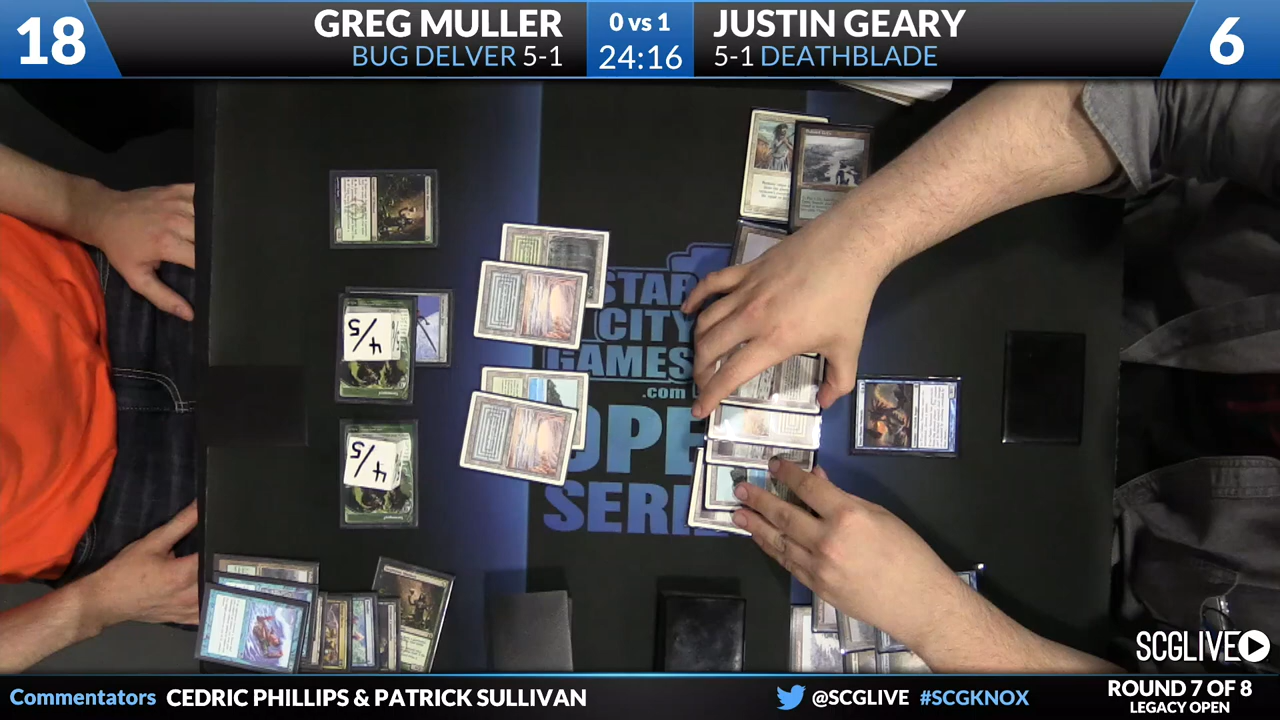 18
GREG MULLER
BUG DELVER 5-1
0 vs 1
24:16
JUSTIN GEARY
5-1 DEATHBLADE
6
4/5
4/5
STAR
CITY
GAMES
.com
OPE
SERIE
Commentators CEDRIC PHILLIPS & PATRICK SULLIVAN
@SCGLIVE #SCGKNOX
SCGLIVE
ROUND 7 OF 8
LEGACY OPEN